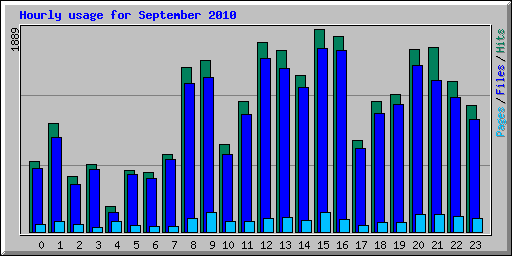 Hourly usage for September 2010
1889
Pages/Files/Hits
0 1 2 3 4 5 6 7 8 9 10 11 12 13 14 15 16 17 18 19 20 21 22 23